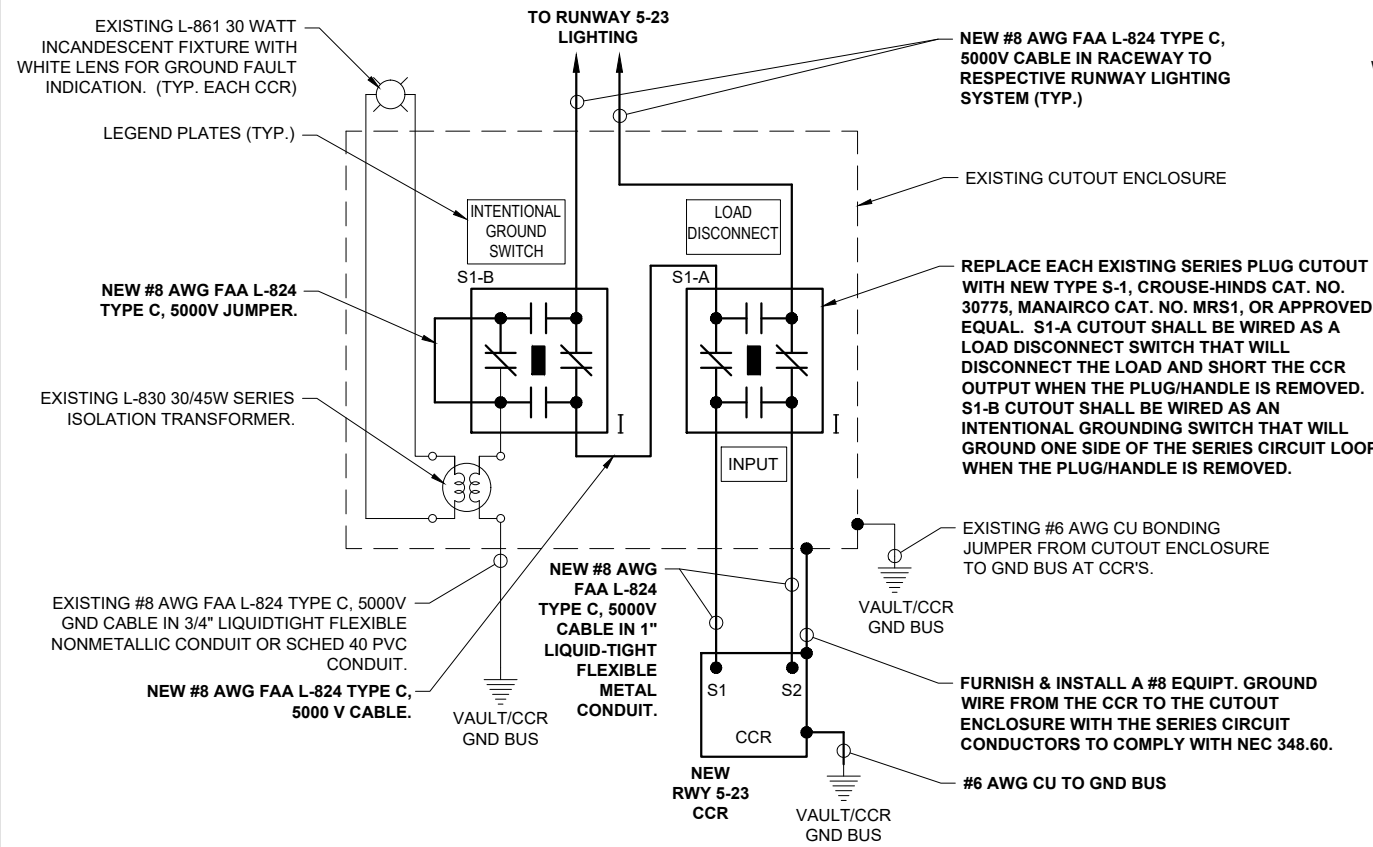 EXISTING L-861 30 WATT
INCANDESCENT FIXTURE WITH
WHITE LENS FOR GROUND FAULT
INDICATION.  (TYP. EACH CCR)
LEGEND PLATES (TYP.)
TO RUNWAY 5-23
LIGHTING
NEW #8 AWG FAA L-824 TYPE C,
5000V CABLE IN RACEWAY TO
RESPECTIVE RUNWAY LIGHTING
SYSTEM (TYP.)
EXISTING CUTOUT ENCLOSURE
INTENTIONAL
GROUND
SWITCH
S1-B
LOAD
DISCONNECT
S1-A
NEW #8 AWG FAA L-824
TYPE C, 5000V JUMPER.
REPLACE EACH EXISTING SERIES PLUG CUTOUT
WITH NEW TYPE S-1, CROUSE-HINDS CAT. NO.
30775, MANAIRCO CAT. NO. MRS1, OR APPROVED
EQUAL.  S1-A CUTOUT SHALL BE WIRED AS A
LOAD DISCONNECT SWITCH THAT WILL
DISCONNECT THE LOAD AND SHORT THE CCR
OUTPUT WHEN THE PLUG/HANDLE IS REMOVED.
S1-B CUTOUT SHALL BE WIRED AS AN
INTENTIONAL GROUNDING SWITCH THAT WILL
GROUND ONE SIDE OF THE SERIES CIRCUIT LOOP
WHEN THE PLUG/HANDLE IS REMOVED.
EXISTING L-830 30/45W SERIES
ISOLATION TRANSFORMER.
I
I
INPUT
EXISTING #6 AWG CU BONDING
JUMPER FROM CUTOUT ENCLOSURE
TO GND BUS AT CCR'S.
VAULT/CCR
GND BUS
EXISTING #8 AWG FAA L-824 TYPE C, 5000V
GND CABLE IN 3/4" LIQUIDTIGHT FLEXIBLE
NONMETALLIC CONDUIT OR SCHED 40 PVC
CONDUIT.
NEW #8 AWG FAA L-824 TYPE C,
5000 V CABLE.
VAULT/CCR
GND BUS
NEW #8 AWG
FAA L-824
TYPE C, 5000V
CABLE IN 1"
LIQUID-TIGHT
FLEXIBLE
METAL
CONDUIT.
S1
S2
CCR
NEW
RWY 5-23
CCR
FURNISH & INSTALL A #8 EQUIPT. GROUND
WIRE FROM THE CCR TO THE CUTOUT
ENCLOSURE WITH THE SERIES CIRCUIT
CONDUCTORS TO COMPLY WITH NEC 348.60.
#6 AWG CU TO GND BUS
VAULT/CCR
GND BUS